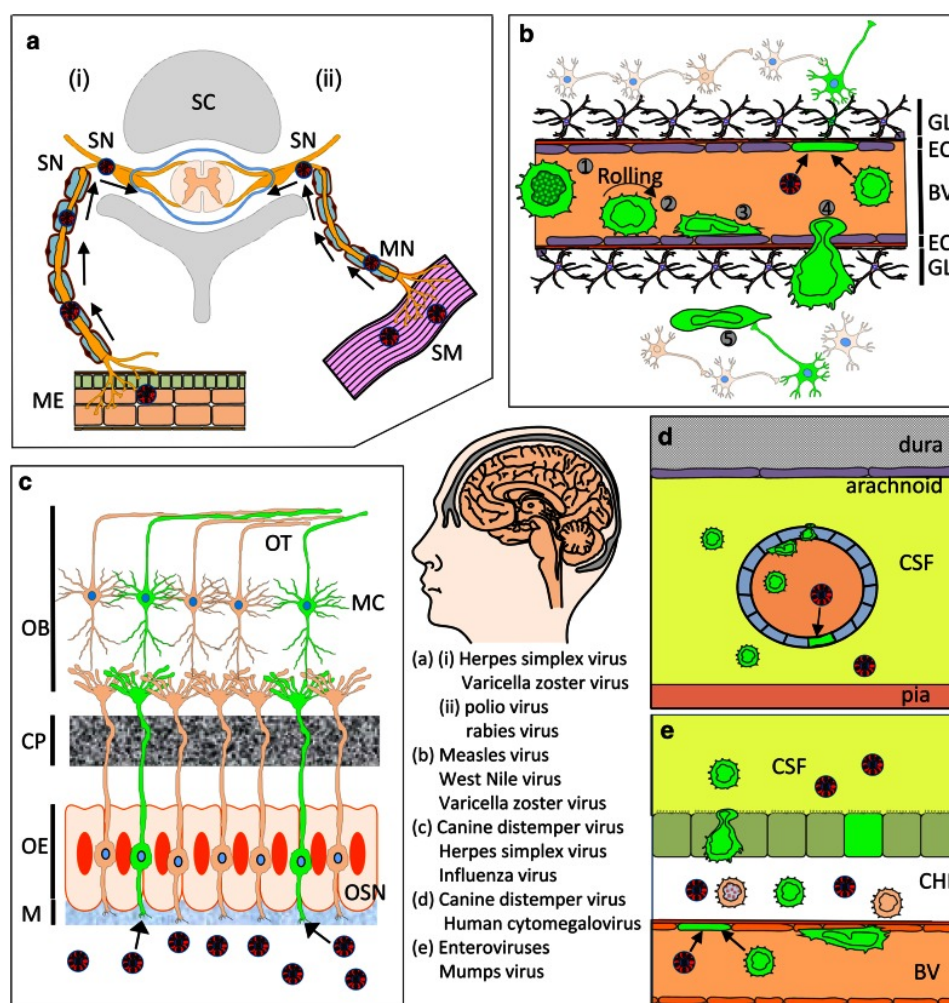 a
(i)
(ii)
SC
SN
SN
SN
MN
SM
ME
b
GL
EC
BV
EC
GL
1
Rolling
2
3
4
5
c
OT
MC
OB
CP
OE
OSN
M
(a) (i) Herpes simplex virus
Varicella zoster virus
(ii) polio virus
rabies virus
(b) Measles virus
West Nile virus
Varicella zoster virus
(c) Canine distemper virus
Herpes simplex virus
Influenza virus
(d) Canine distemper virus
Human cytomegalovirus
(e) Enteroviruses
Mumps virus
d
dura
arachnoid
CSF
pia
e
CSF
BV